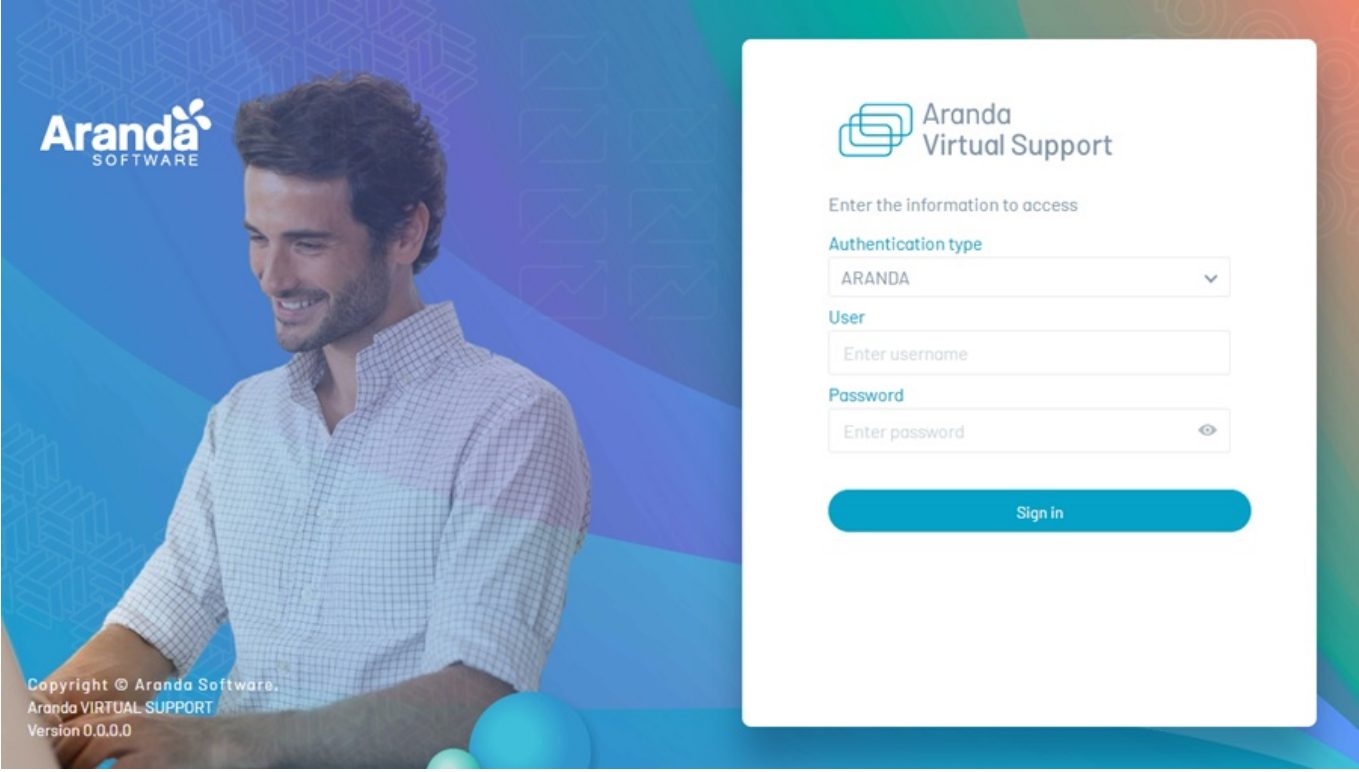 Aranda
SOFTWARE
Aranda
Virtual Support
Enter the information to access
Authentication type
ARANDA
User
Enter username
Password
Enter password
Sign in
Copyright © Aranda Software.
Aranda VIRTUAL SUPPORT
Version 0.0.0.0